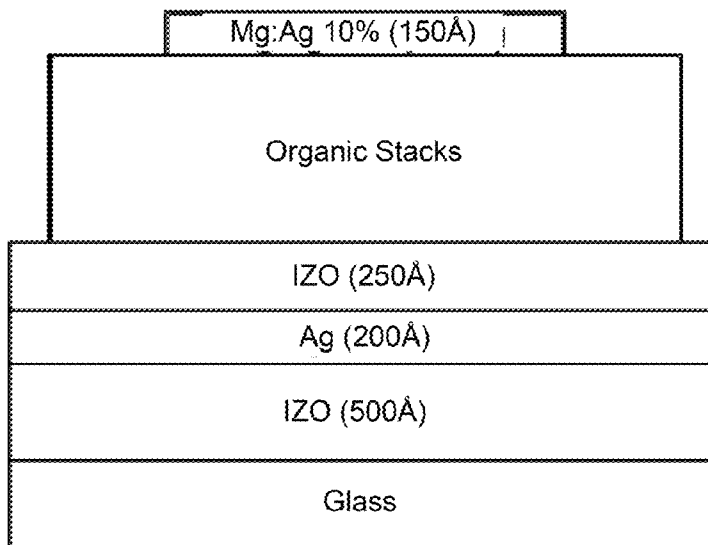 Mg:Ag 10% (150Å)
Organic Stacks
IZO (250Å)
Ag (200Å)
IZO (500Å)
Glass